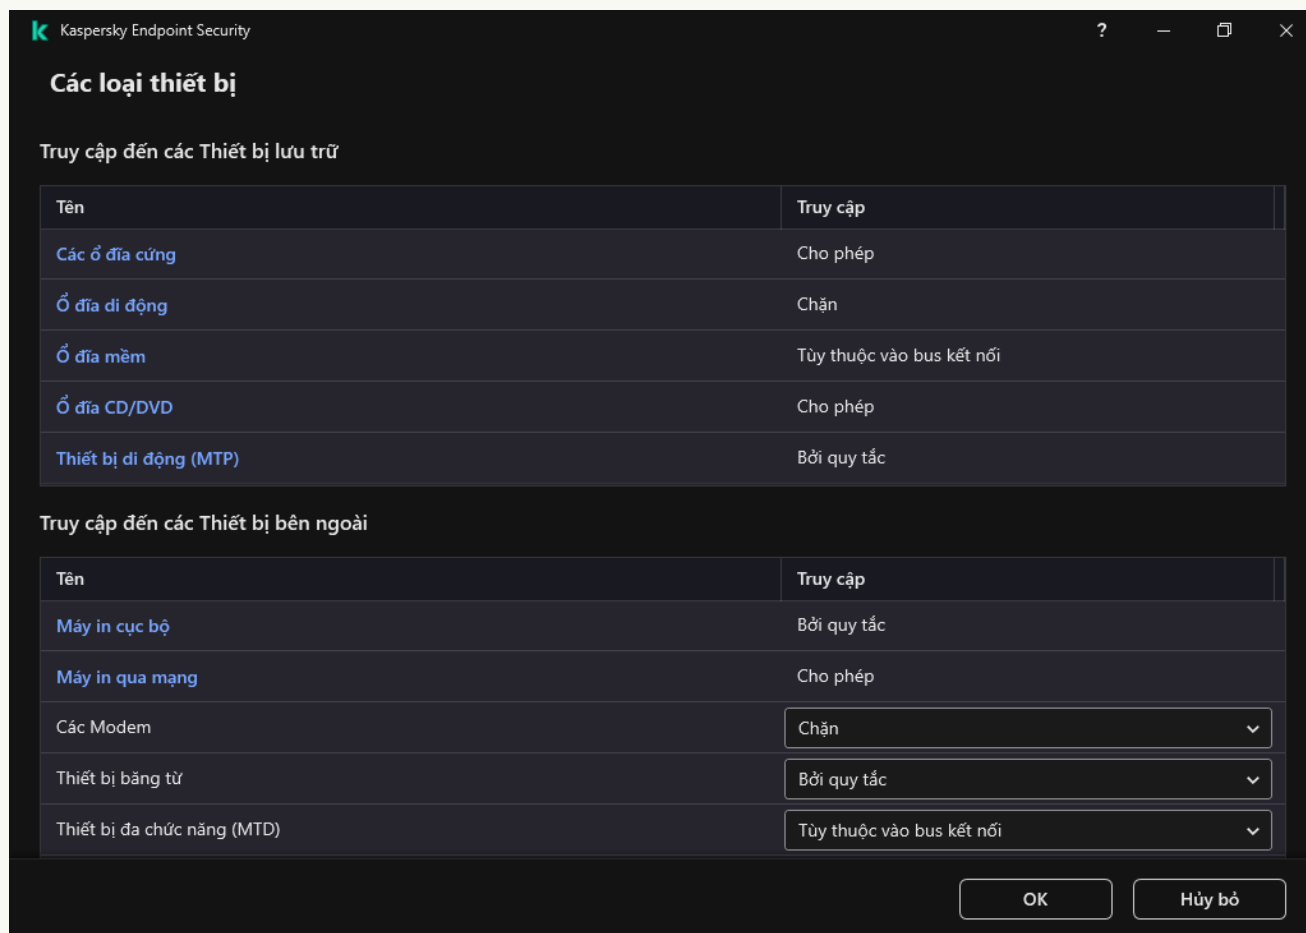 Kaspersky Endpoint Security
Các loại thiết bị
Truy cập đến các Thiết bị lưu trữ
Tên Truy cập
Các ổ đĩa cứng Cho phép
Ổ đĩa di động Chặn
Ổ đĩa mềm Tùy thuộc vào bus kết nối
Ổ đĩa CD/DVD Cho phép
Thiết bị di động (MTP) Bởi quy tắc
Truy cập đến các Thiết bị bên ngoài
Tên Truy cập
Máy in cục bộ Bởi quy tắc
Máy in qua mạng Cho phép
Các Modem Chặn
Thiết bị băng từ Bởi quy tắc
Thiết bị đa chức năng (MTD) Tùy thuộc vào bus kết nối
OK Hủy bỏ